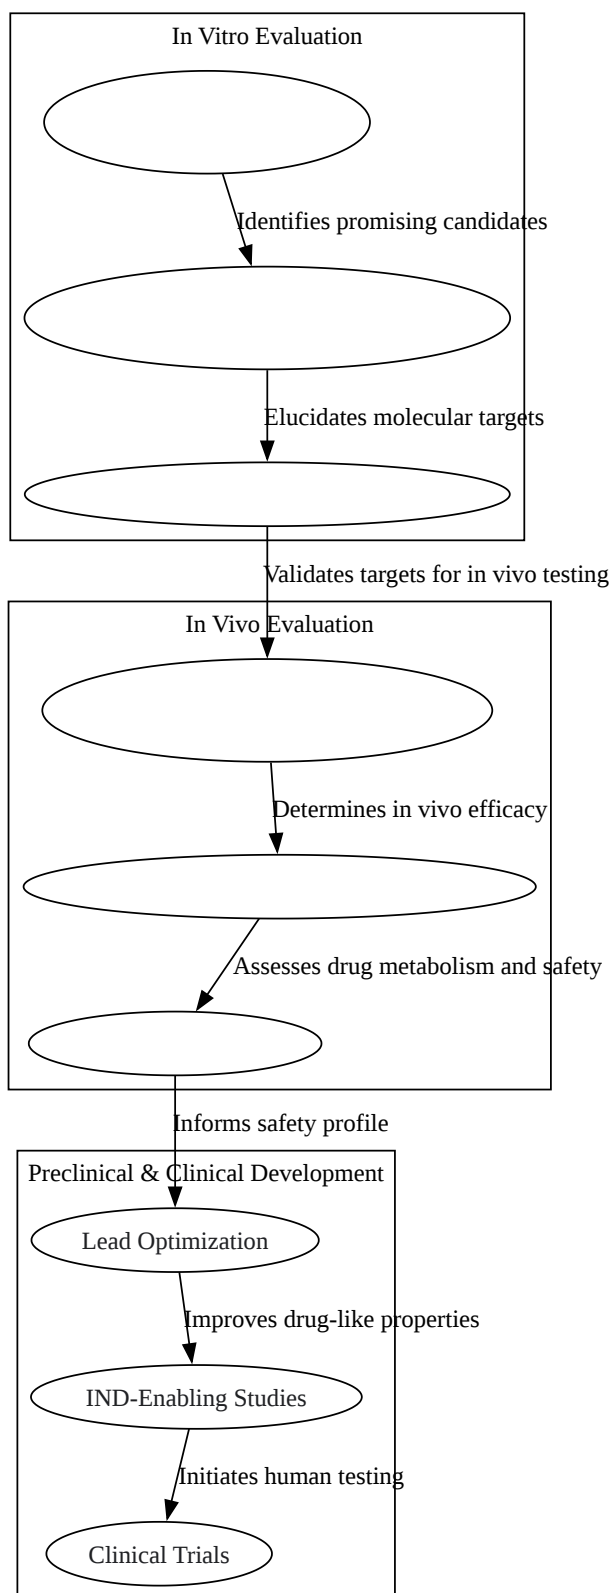 In Vitro Evaluation
Identifies promising candidates
Elucidates molecular targets
Validates targets for in vivo testing
In Vivo Evaluation
Determines in vivo efficacy
Assesses drug metabolism and safety
Informs safety profile
Preclinical & Clinical Development
Lead Optimization
Improves drug-like properties
IND-Enabling Studies
Initiates human testing
Clinical Trials